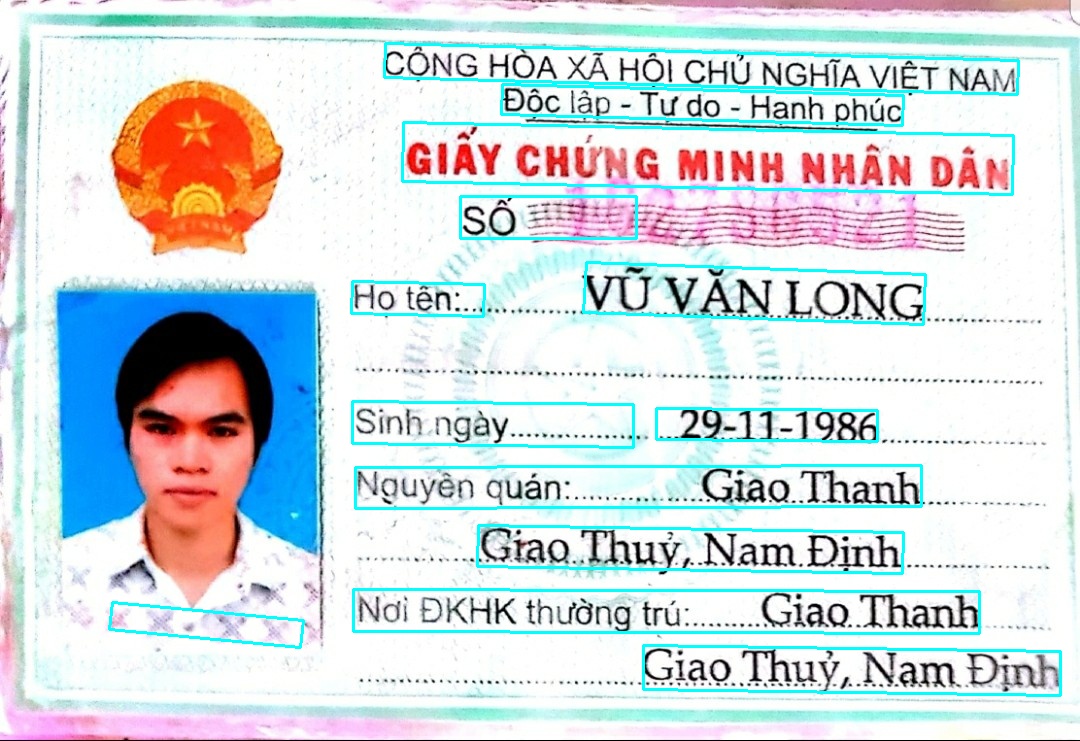 CỘNG HÒA XÃ HỘI CHỦ NGHĨA VIỆT NAM
Độc lập - Tự do - Hạnh phúc
GIẤY CHỨNG MINH NHÂN DÂN
SỐ
Họ tên: VŨ VĂN LONG
Sinh ngày 29-11-1986
Nguyên quán: Giao Thanh
Giao Thuỷ, Nam Định
Nơi ĐKHK thường trú: Giao Thanh
Giao Thuỷ, Nam Định